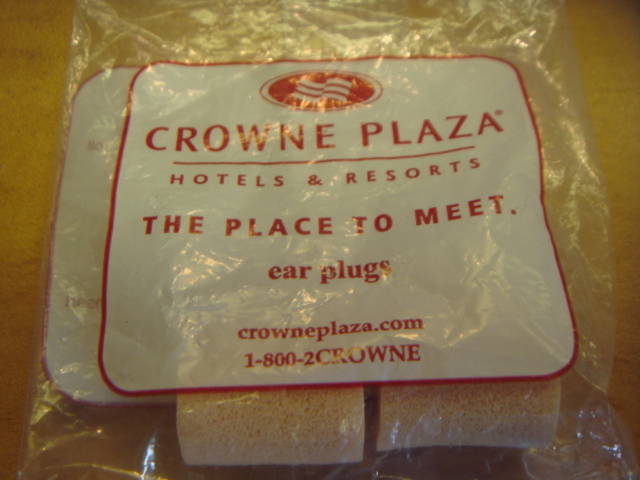 CROWNE PLAZA®
HOTELS & RESORTS
THE PLACE TO MEET.
ear plugs
crowneplaza.com
1-800-2CROWNE